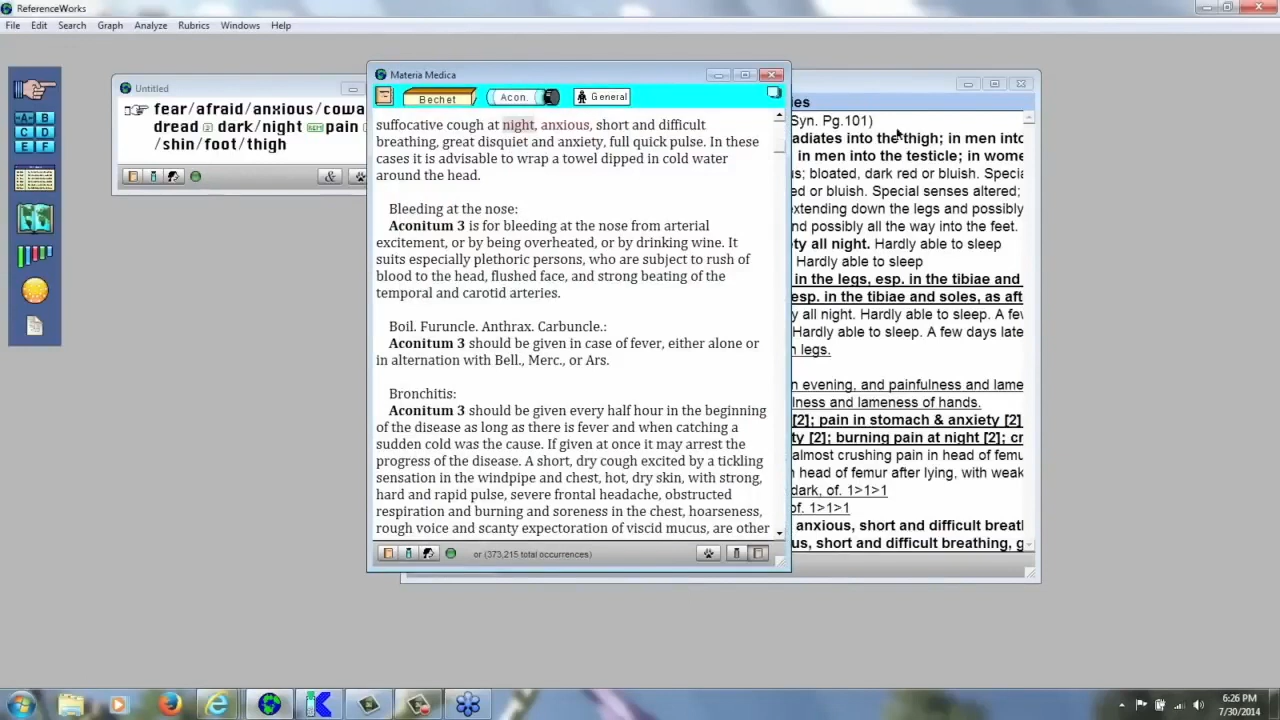 ReferenceWorks
File Edit Search Graph Analyze Rubrics Windows Help
Untitled
fear/afraid/anxious/cowa
dread dark/night pain
/shin/foot/thigh
&
A B
C D
E F
Materia Medica
Bechet Acon. General
suffocative cough at night, anxious, short and difficult
breathing, great disquiet and anxiety, full quick pulse. In these
cases it is advisable to wrap a towel dipped in cold water
around the head.
Bleeding at the nose:
Aconitum 3 is for bleeding at the nose from arterial
excitement, or by being overheated, or by drinking wine. It
suits especially plethoric persons, who are subject to rush of
blood to the head, flushed face, and strong beating of the
temporal and carotid arteries.
Boil. Furuncle. Anthrax. Carbuncle.:
Aconitum 3 should be given in case of fever, either alone or
in alternation with Bell., Merc., or Ars.
Bronchitis:
Aconitum 3 should be given every half hour in the beginning
of the disease as long as there is fever and when catching a
sudden cold was the cause. If given at once it may arrest the
progress of the disease. A short, dry cough excited by a tickling
sensation in the windpipe and chest, hot, dry skin, with strong,
hard and rapid pulse, severe frontal headache, obstructed
respiration and burning and soreness in the chest, hoarseness,
rough voice and scanty expectoration of viscid mucus, are other
or (373,215 total occurrences)
ies
Syn. Pg.101)
adiates into the thigh; in men into
in men into the testicle; in wome
s; bloated, dark red or bluish. Specia
ed or bluish. Special senses altered;
extending down the legs and possibly
nd possibly all the way into the feet.
ety all night. Hardly able to sleep
Hardly able to sleep
in the legs, esp. in the tibiae and
esp. in the tibiae and soles, as aft
y all night. Hardly able to sleep. A few
Hardly able to sleep. A few days late
n legs.
n evening, and painfulness and lame
lness and lameness of hands.
[2]; pain in stomach & anxiety [2]
ty [2]; burning pain at night [2]; cr
almost crushing pain in head of femu
n head of femur after lying, with weak
dark, of. 1>1>1
of. 1>1>1
anxious, short and difficult breatl
us, short and difficult breathing, g
6:26 PM
7/30/2014